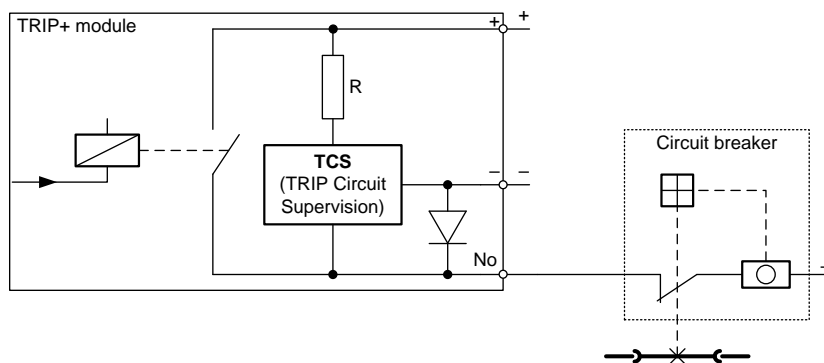 TRIP+ module
+ +
R
TCS
(TRIP Circuit
Supervision)
Circuit breaker
− −
No
−